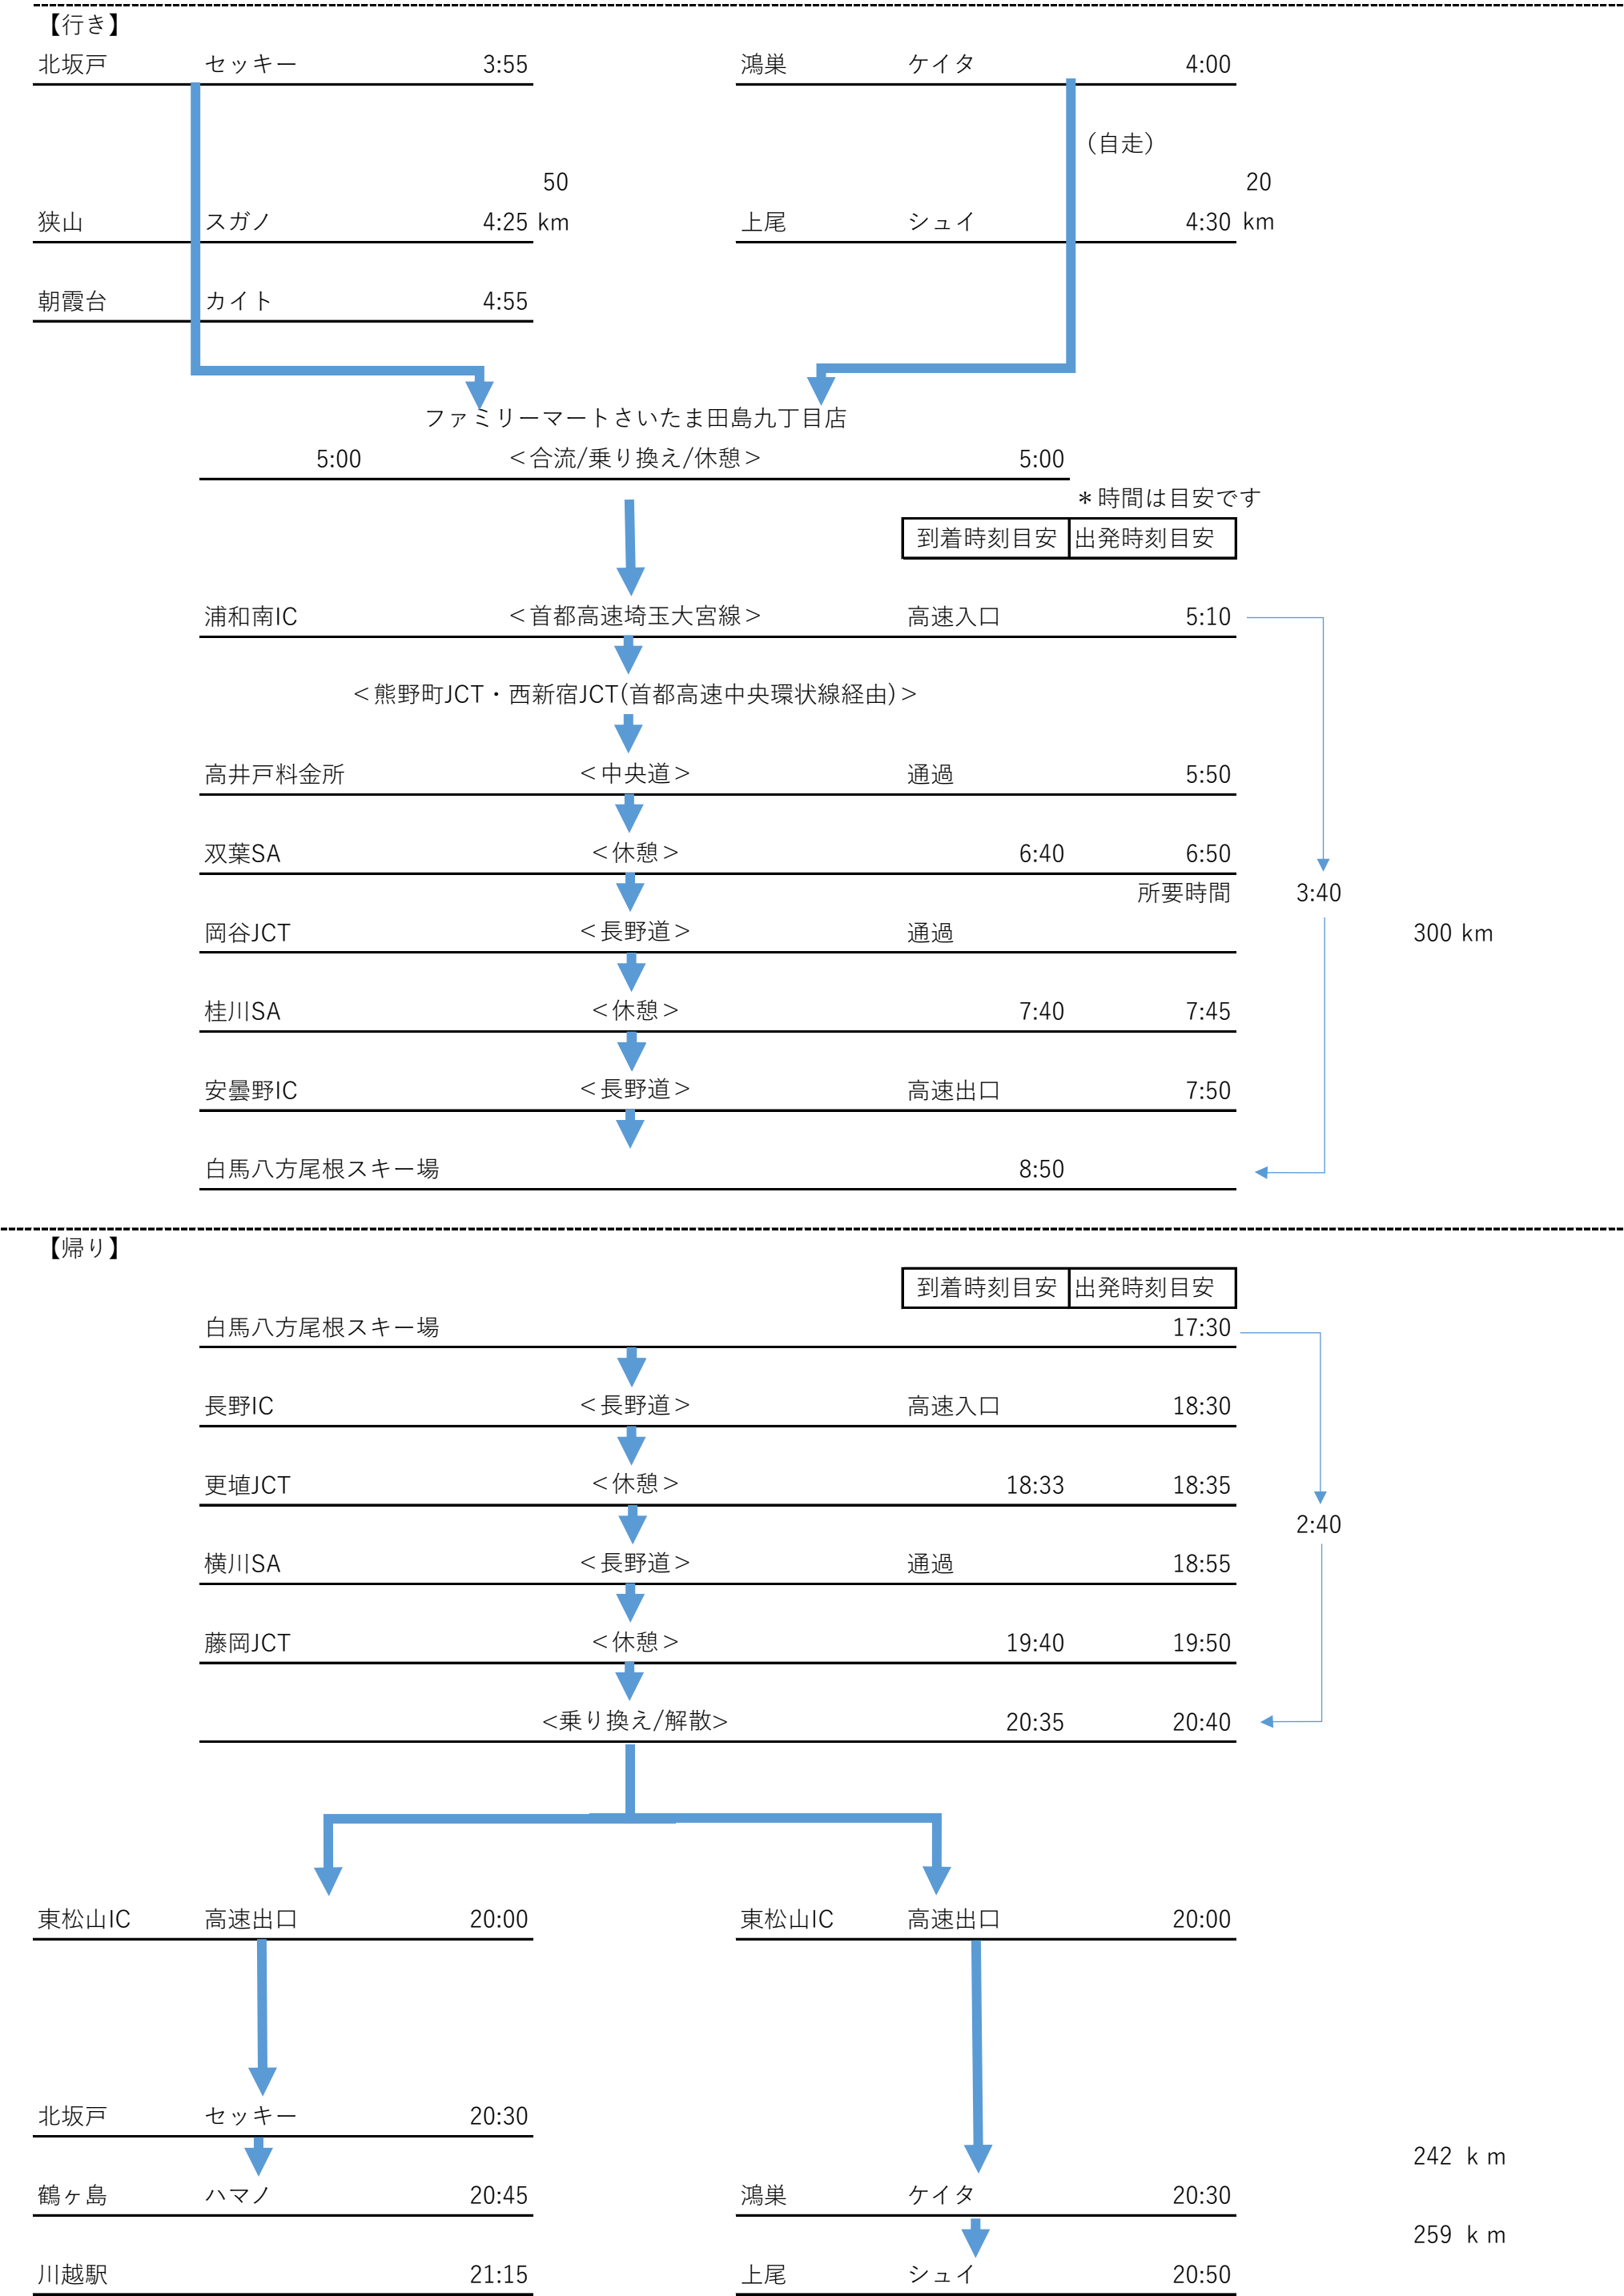 【行き】
北坂戸 セッキー 3:55 鴻巣 ケイタ 4:00
(自走)
50 20
狭山 スガノ 4:25 km 上尾 シュイ 4:30 km
朝霞台 カイト 4:55
ファミリーマートさいたま田島九丁目店
5:00 <合流/乗り換え/休憩> 5:00
＊時間は目安です
到着時刻目安 出発時刻目安
浦和南IC <首都高速埼玉大宮線> 高速入口 5:10
<熊野町JCT・西新宿JCT(首都高速中央環状線経由)>
高井戸料金所 <中央道> 通過 5:50
双葉SA <休憩> 6:40 6:50
所要時間 3:40
岡谷JCT <長野道> 通過 300 km
桂川SA <休憩> 7:40 7:45
安曇野IC <長野道> 高速出口 7:50
白馬八方尾根スキー場 8:50
【帰り】
到着時刻目安 出発時刻目安
白馬八方尾根スキー場 17:30
長野IC <長野道> 高速入口 18:30
更埴JCT <休憩> 18:33 18:35
2:40
横川SA <長野道> 通過 18:55
藤岡JCT <休憩> 19:40 19:50
<乗り換え/解散> 20:35 20:40
東松山IC 高速出口 20:00 東松山IC 高速出口 20:00
北坂戸 セッキー 20:30
242 ｋｍ
鶴ヶ島 ハマノ 20:45 鴻巣 ケイタ 20:30
259 ｋｍ
川越駅 21:15 上尾 シュイ 20:50